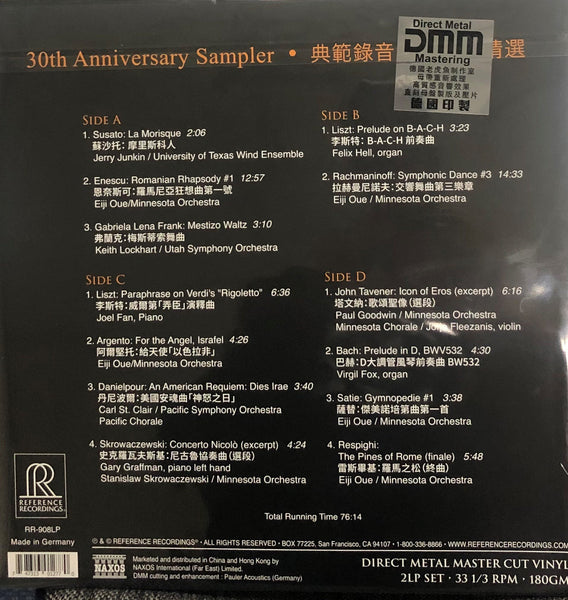 30th Anniversary Sampler • 典範錄音 精選
Direct Metal
DMM
Mastering
德國老虎魚制作室
母帶重新處理
高質感音響效果
直刻母盤製版及壓片
德國印製
SIDE A
1. Susato: La Morisque 2:06
蘇沙托：摩里斯科人
Jerry Junkin / University of Texas Wind Ensemble
2. Enescu: Romanian Rhapsody #1 12:57
恩奈斯可：羅馬尼亞狂想曲第一號
Eiji Oue/Minnesota Orchestra
3. Gabriela Lena Frank: Mestizo Waltz 3:10
弗蘭克：梅斯蒂索舞曲
Keith Lockhart / Utah Symphony Orchestra
SIDE B
1. Liszt: Prelude on B-A-C-H 3:23
李斯特：B-A-C-H 前奏曲
Felix Hell, organ
2. Rachmaninoff: Symphonic Dance #3 14:33
拉赫曼尼諾夫：交響舞曲第三樂章
Eiji Oue / Minnesota Orchestra
SIDE C
1. Liszt: Paraphrase on Verdi's "Rigoletto" 6:36
李斯特：威爾第「弄臣」演釋曲
Joel Fan, Piano
2. Argento: For the Angel, Israfel 4:26
阿爾堅托：給天使「以色拉非」
Eiji Oue/Minnesota Orchestra
3. Danielpour: An American Requiem: Dies Irae 3:40
丹尼波爾：美國安魂曲「神怒之日」
Carl St. Clair / Pacific Symphony Orchestra
Pacific Chorale
4. Skrowaczewski: Concerto Nicolò (excerpt) 4:24
史克羅瓦夫斯基：尼古魯協奏曲(選段)
Gary Graffman, piano left hand
Stanislaw Skrowaczewski / Minnesota Orchestra
SIDE D
1. John Tavener: Icon of Eros (excerpt) 6:16
塔文納：歌頌聖像(選段)
Paul Goodwin / Minnesota Orchestra
Minnesota Chorale / Jorja Fleezanis, violin
2. Bach: Prelude in D, BWV532 4:30
巴赫：D大調管風琴前奏曲 BW532
Virgil Fox, organ
3. Satie: Gymnopedie #1 3:38
薩替：傑美諾培第曲第一首
Eiji Oue / Minnesota Orchestra
4. Respighi:
The Pines of Rome (finale) 5:48
雷斯畢基：羅馬之松(終曲)
Eiji Oue / Minnesota Orchestra
Total Running Time 76:14
RR
REFERENCE
RECORDINGS
RR-908LP
Made in Germany
℗ & © REFERENCE RECORDINGS® • ALL RIGHTS RESERVED • BOX 77225, San Francisco, CA 94107 • 1-800-336-8866 • WWW.REFERENCERECORDINGS.COM
NAXOS
Marketed and distributed in China and Hong Kong by
NAXOS International (Far East) Limited.
DMM cutting and enhancement : Pauler Acoustics (Germany)
DIRECT METAL MASTER CUT VINYL
2LP SET • 33 1/3 RPM • 180GM